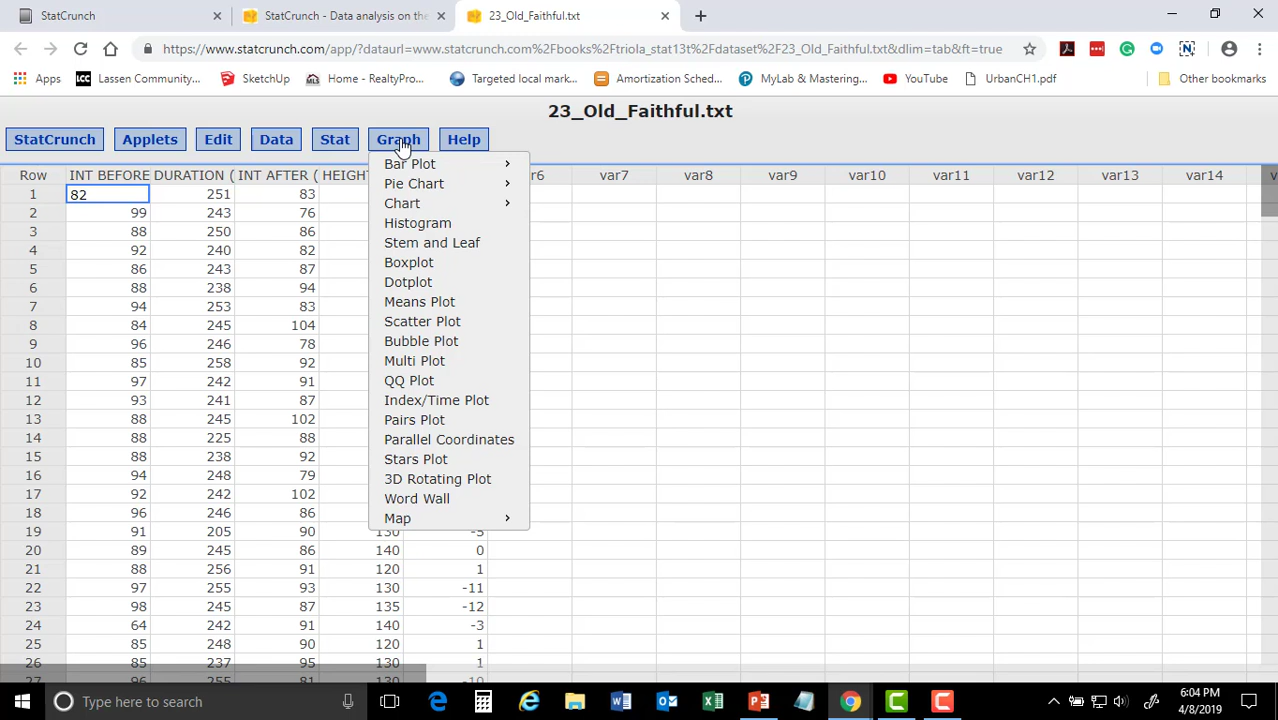 StatCrunch
StatCrunch - Data analysis on the
23_Old_Faithful.txt
https://www.statcrunch.com/app/?dataurl=www.statcrunch.com%2Fbooks%2Ftriola_stat13t%2Fdataset%2F23_Old_Faithful.txt&dlim=tab&ft=true
Apps Lassen Community... SketchUp Home - RealtyPro... Targeted local mark... Amortization Sched... MyLab & Mastering... YouTube UrbanCH1.pdf Other bookmarks
23_Old_Faithful.txt
StatCrunch Applets Edit Data Stat Graph Help
Row INT BEFORE DURATION ( INT AFTER ( HEIGHT var6 var7 var8 var9 var10 var11 var12 var13 var14
1 82 251 83
2 99 243 76
3 88 250 86
4 92 240 82
5 86 243 87
6 88 238 94
7 94 253 83
8 84 245 104
9 96 246 78
10 85 258 92
11 97 242 91
12 93 241 87
13 88 245 102
14 88 225 88
15 88 238 92
16 94 248 79
17 92 242 102
18 96 246 86
19 91 205 90 130 -5
20 89 245 86 140 0
21 88 256 91 120 1
22 97 255 93 130 -11
23 98 245 87 135 -12
24 64 242 91 140 -3
25 85 248 90 120 1
26 85 237 95 130 1
27 96 255 81 130 -10
Bar Plot
Pie Chart
Chart
Histogram
Stem and Leaf
Boxplot
Dotplot
Means Plot
Scatter Plot
Bubble Plot
Multi Plot
QQ Plot
Index/Time Plot
Pairs Plot
Parallel Coordinates
Stars Plot
3D Rotating Plot
Word Wall
Map
Type here to search
6:04 PM
4/8/2019